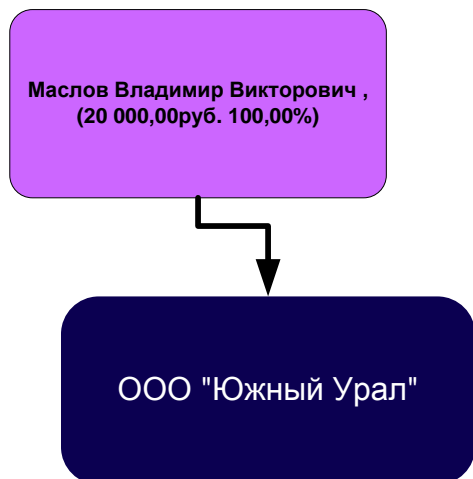 Маслов Владимир Викторович ,
(20 000,00руб. 100,00%)
ООО "Южный Урал"